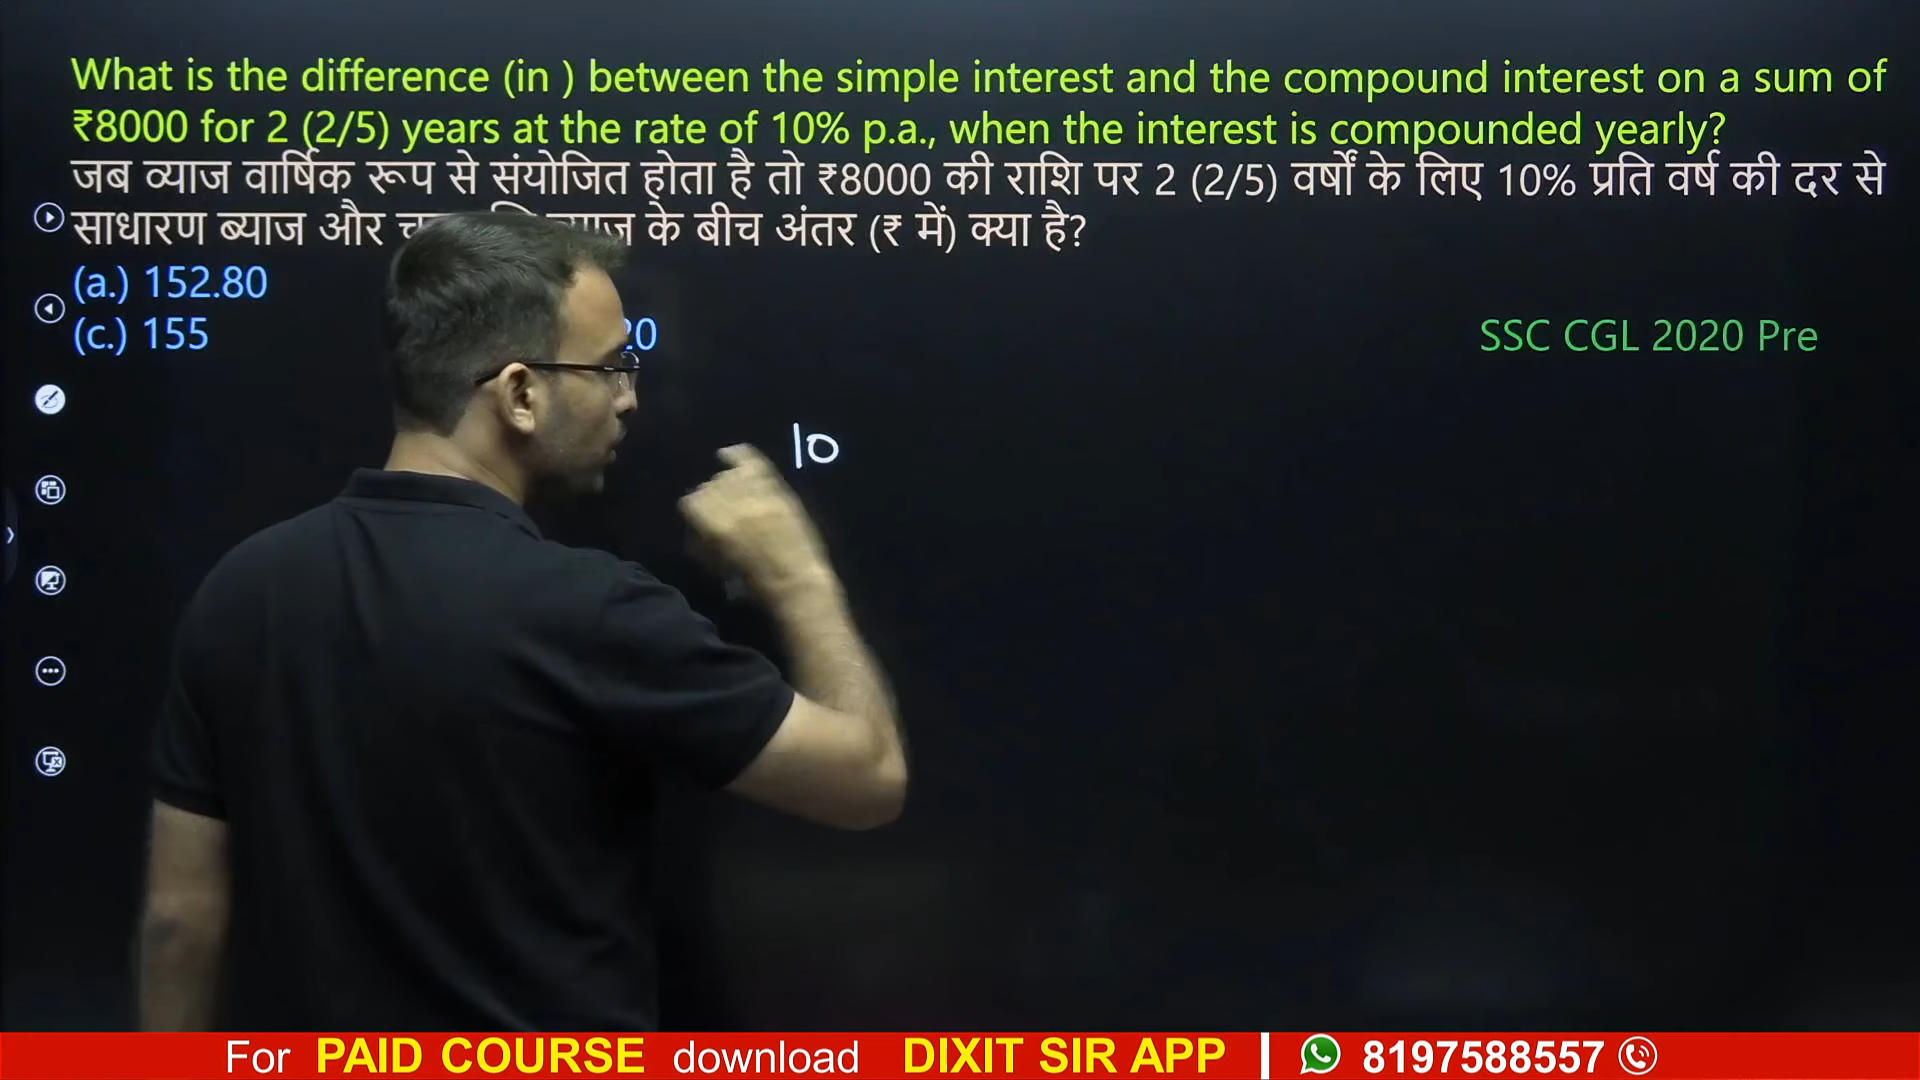 What is the difference (in ) between the simple interest and the compound interest on a sum of
₹8000 for 2 (2/5) years at the rate of 10% p.a., when the interest is compounded yearly?
जब व्याज वार्षिक रूप से संयोजित होता है तो ₹8000 की राशि पर 2 (2/5) वर्षों के लिए 10% प्रति वर्ष की दर से
साधारण ब्याज और के बीच अंतर (₹ में) क्या है?
(a.) 152.80
(c.) 155
SSC CGL 2020 Pre
10
For PAID COURSE download DIXIT SIR APP | 8197588557